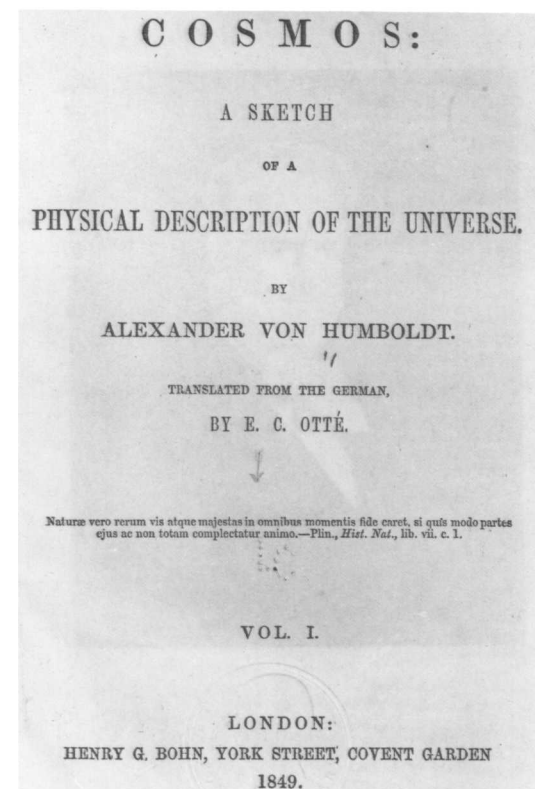 COSMOS:
A SKETCH
OF A
PHYSICAL DESCRIPTION OF THE UNIVERSE.
BY
ALEXANDER VON HUMBOLDT.
TRANSLATED FROM THE GERMAN,
BY E. C. OTTÉ.
Naturæ vero rerum vis atque majestas in omnibus momentis fide caret, si quis modo partes
ejus ac non totam complectatur animo.—Plin., Hist. Nat., lib. vii. c. 1.
VOL. I.
LONDON:
HENRY G. BOHN, YORK STREET, COVENT GARDEN
1849.